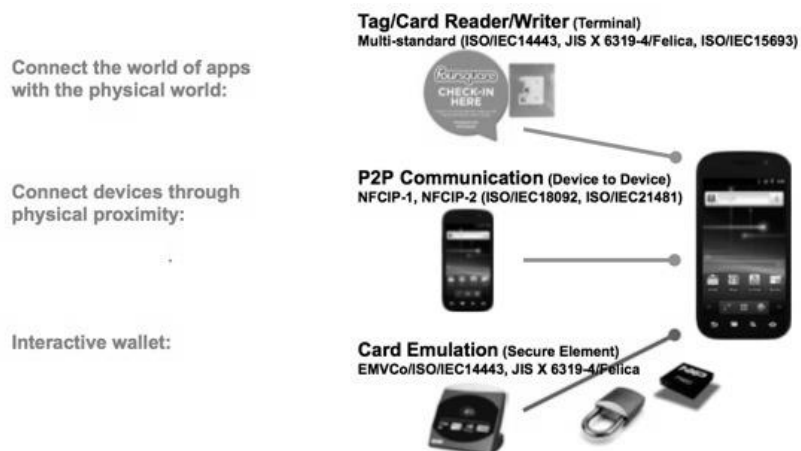 Tag/Card Reader/Writer (Terminal)
Multi-standard (ISO/IEC14443, JIS X 6319-4/Felica, ISO/IEC15693)
Connect the world of apps
with the physical world:
foursquare
CHECK-IN
HERE
P2P Communication (Device to Device)
NFCIP-1, NFCIP-2 (ISO/IEC18092, ISO/IEC21481)
Connect devices through
physical proximity:
Interactive wallet:
Card Emulation (Secure Element)
EMVCo/ISO/IEC14443, JIS X 6319-4/Felica